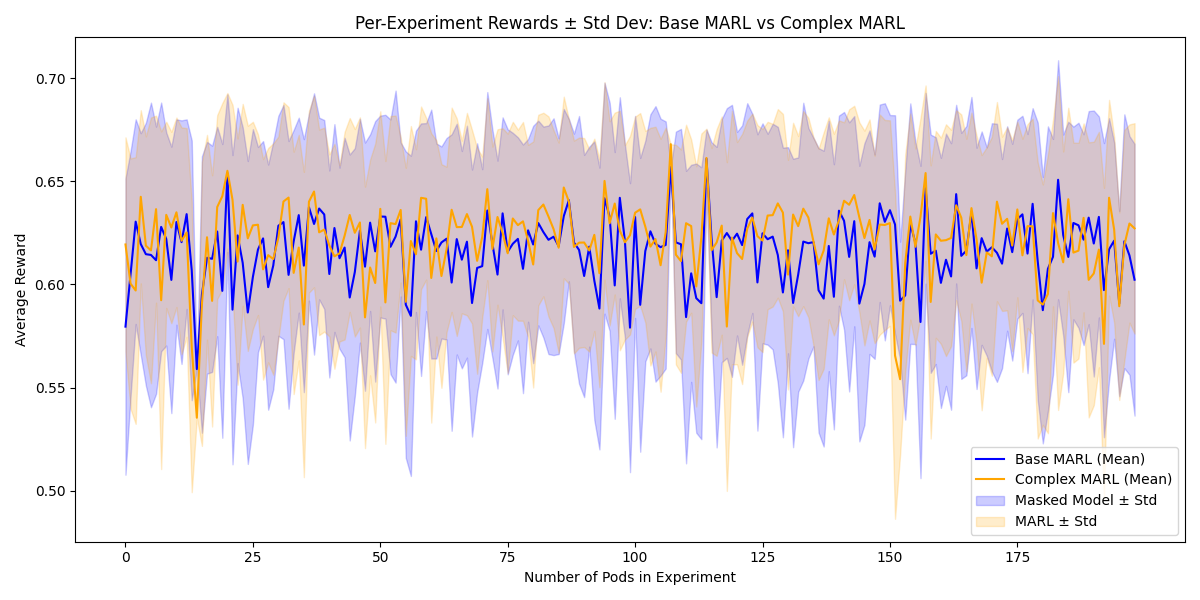 Per-Experiment Rewards ± Std Dev: Base MARL vs Complex MARL
Average Reward
0.70
0.65
0.60
0.55
0.50
0 25 50 75 100 125 150 175
Number of Pods in Experiment
Base MARL (Mean)
Complex MARL (Mean)
Masked Model ± Std
MARL ± Std